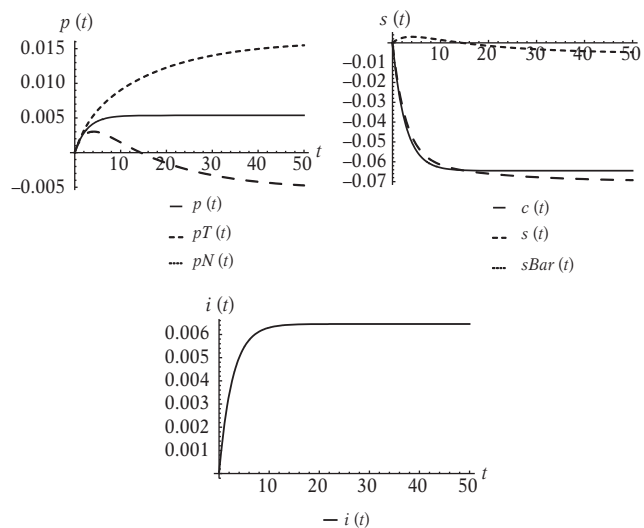 p (t)
0.015
0.010
0.005
−0.005
10 20 30 40 50 t
p (t)
pT (t)
pN (t)
s (t)
10 20 30 40 50 t
−0.01
−0.02
−0.03
−0.04
−0.05
−0.06
−0.07
c (t)
s (t)
sBar (t)
i (t)
0.006
0.005
0.004
0.003
0.002
0.001
10 20 30 40 50 t
i (t)